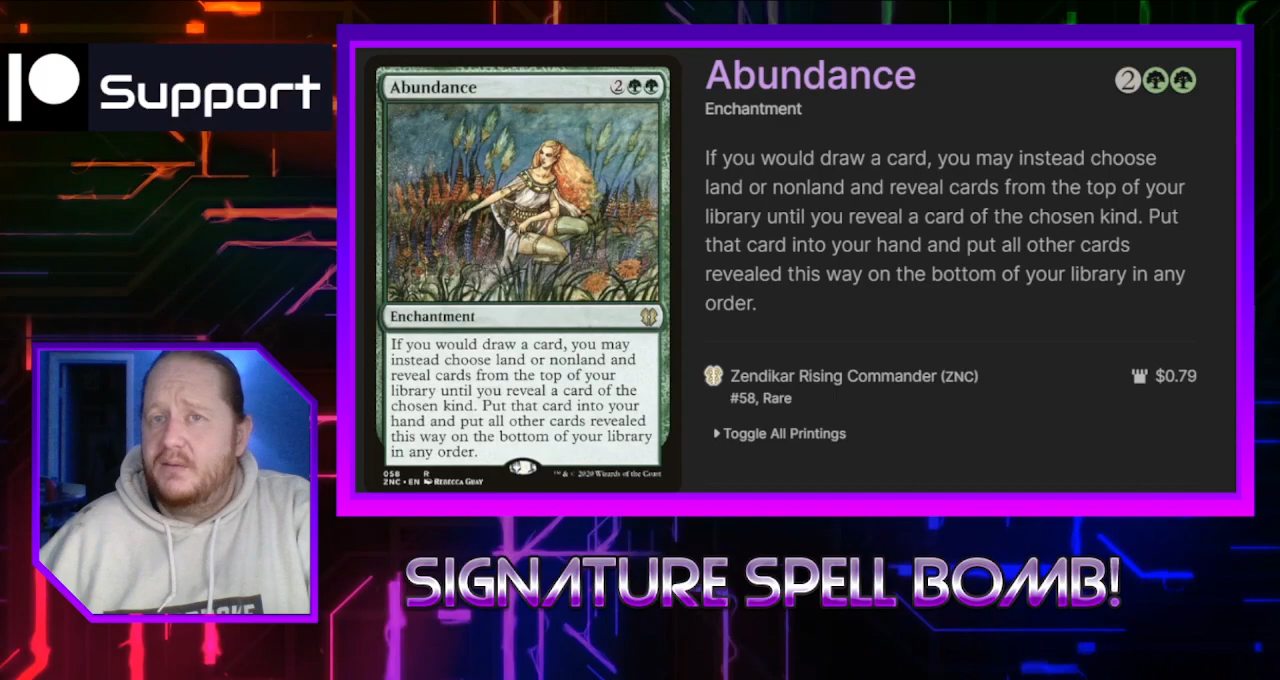 Support
Abundance 2
Enchantment
If you would draw a card, you may
instead choose land or nonland and
reveal cards from the top of your
library until you reveal a card of the
chosen kind. Put that card into your
hand and put all other cards revealed
this way on the bottom of your library
in any order.
058 R
ZNC • EN REBECCA GUAY
™ & © 2020 Wizards of the Coast
Abundance 2
Enchantment
If you would draw a card, you may instead choose
land or nonland and reveal cards from the top of your
library until you reveal a card of the chosen kind. Put
that card into your hand and put all other cards
revealed this way on the bottom of your library in any
order.
Zendikar Rising Commander (ZNC) $0.79
#58, Rare
Toggle All Printings
SIGNATURE SPELL BOMB!